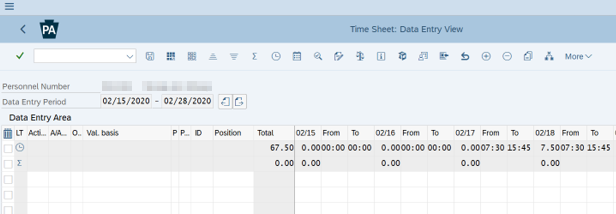 PA
Time Sheet: Data Entry View
More
Personnel Number
Data Entry Period 02/15/2020 - 02/28/2020
Data Entry Area
LT Acti... A/A... O.. Val. basis P P... ID Position Total 02/15 From To 02/16 From To 02/17 From To 02/18 From To
67.50 0.00 00:00 00:00 0.00 00:00 00:00 0.00 07:30 15:45 7.50 07:30 15:45
Σ 0.00 0.00 0.00 0.00 0.00